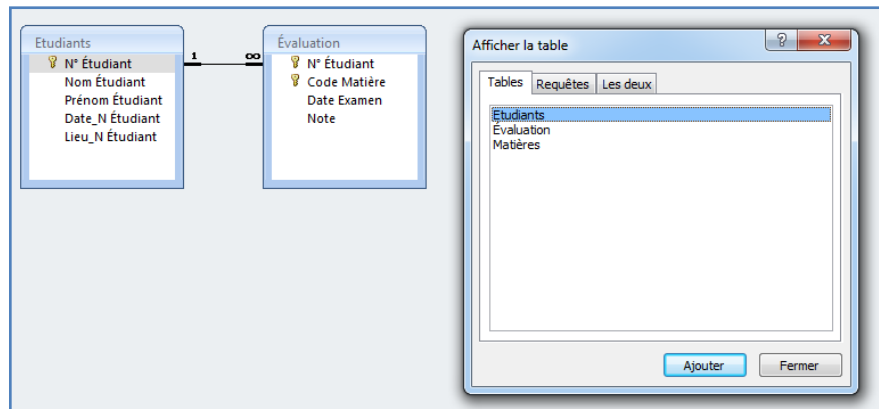 Etudiants
N° Étudiant
Nom Étudiant
Prénom Étudiant
Date_N Étudiant
Lieu_N Étudiant
1 ∞
Évaluation
N° Étudiant
Code Matière
Date Examen
Note
Afficher la table
?
Tables Requêtes Les deux
Etudiants
Évaluation
Matières
Ajouter Fermer